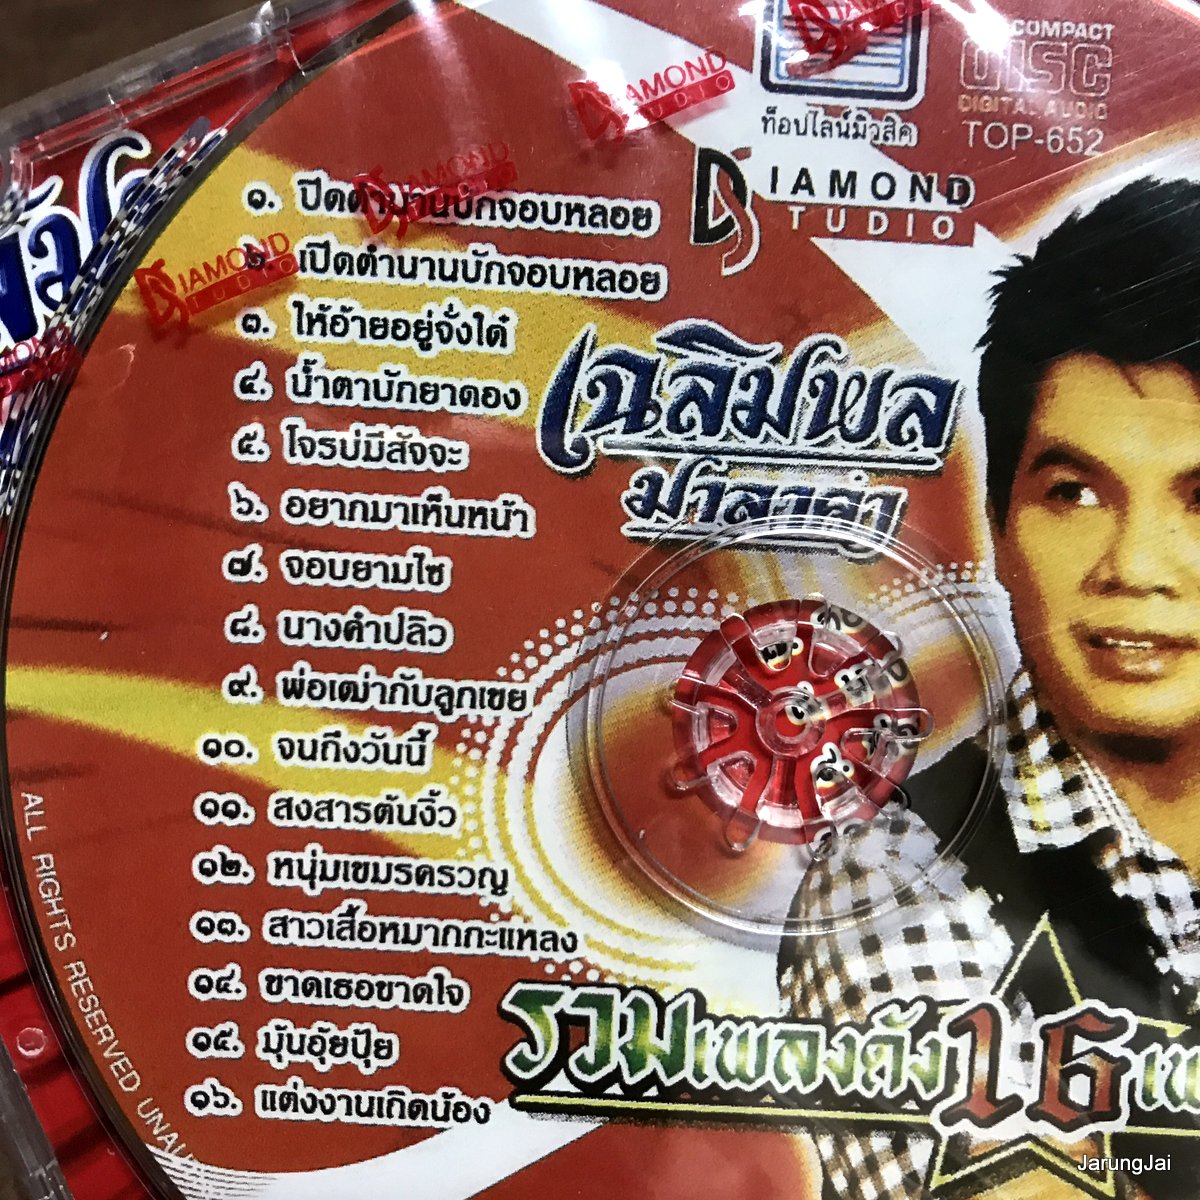 DIAMOND
STUDIO
COMPACT
DISC
DIGITAL AUDIO
TOP-652
ท็อปไลน์มิวสิค
DIAMOND
STUDIO
๑. ปิดตำนานบักจอบหลอย
๒. เปิดตำนานบักจอบหลอย
๓. ให้อ้ายอยู่จั่งใด๋
๔. น้ำตาบักยาดอง
๕. โจรบ่มีสัจจะ
๖. อยากมาเห็นหน้า
๗. จอบยามไซ
๘. นางคำปลิว
๙. พ่อเฒ่ากับลูกเขย
๑๐. จนถึงวันนี้
๑๑. สงสารต้นงิ้ว
๑๒. หนุ่มเขมรครวญ
๑๓. สาวเสื้อหมากกะแหลง
๑๔. ขาดเธอขาดใจ
๑๕. มุ้นอุ้ยปุ้ย
๑๖. แต่งงานเกิดน้อง
เฉลิมพล
มาลาคำ
รวมเพลงดัง 16 เพ
ALL RIGHTS RESERVED UNAU
DIAMOND
STUDIO
DIAMOND
STUDIO
JarungJai